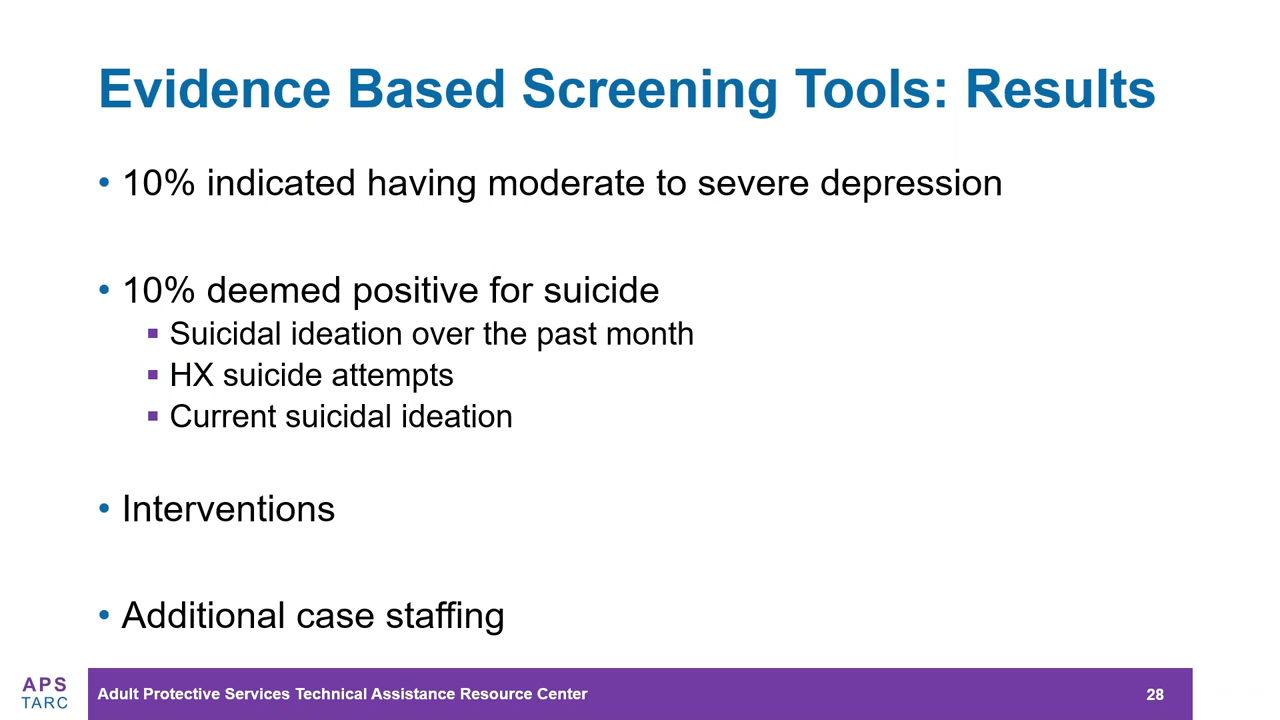 Evidence Based Screening Tools: Results
• 10% indicated having moderate to severe depression
• 10% deemed positive for suicide
▪ Suicidal ideation over the past month
▪ HX suicide attempts
▪ Current suicidal ideation
• Interventions
• Additional case staffing
APS
TARC
Adult Protective Services Technical Assistance Resource Center
28